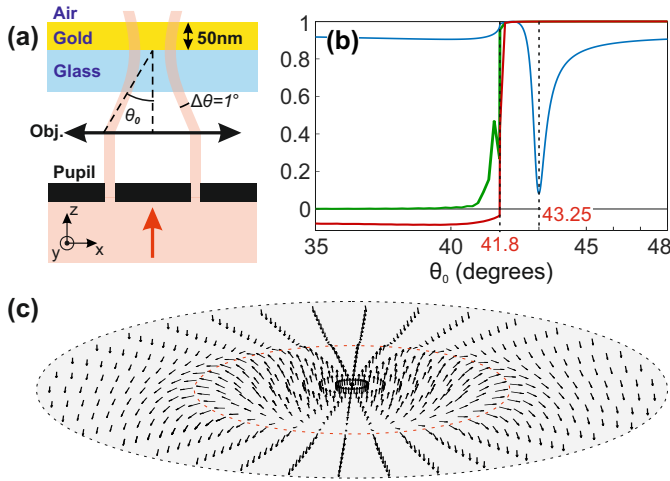 (a)
Air
Gold
50nm
Glass
θ₀
Δθ=1°
Obj.
Pupil
z
y
x
(b)
1
0.8
0.6
0.4
0.2
0
43.25
41.8
35
40
45
48
θ₀ (degrees)
(c)